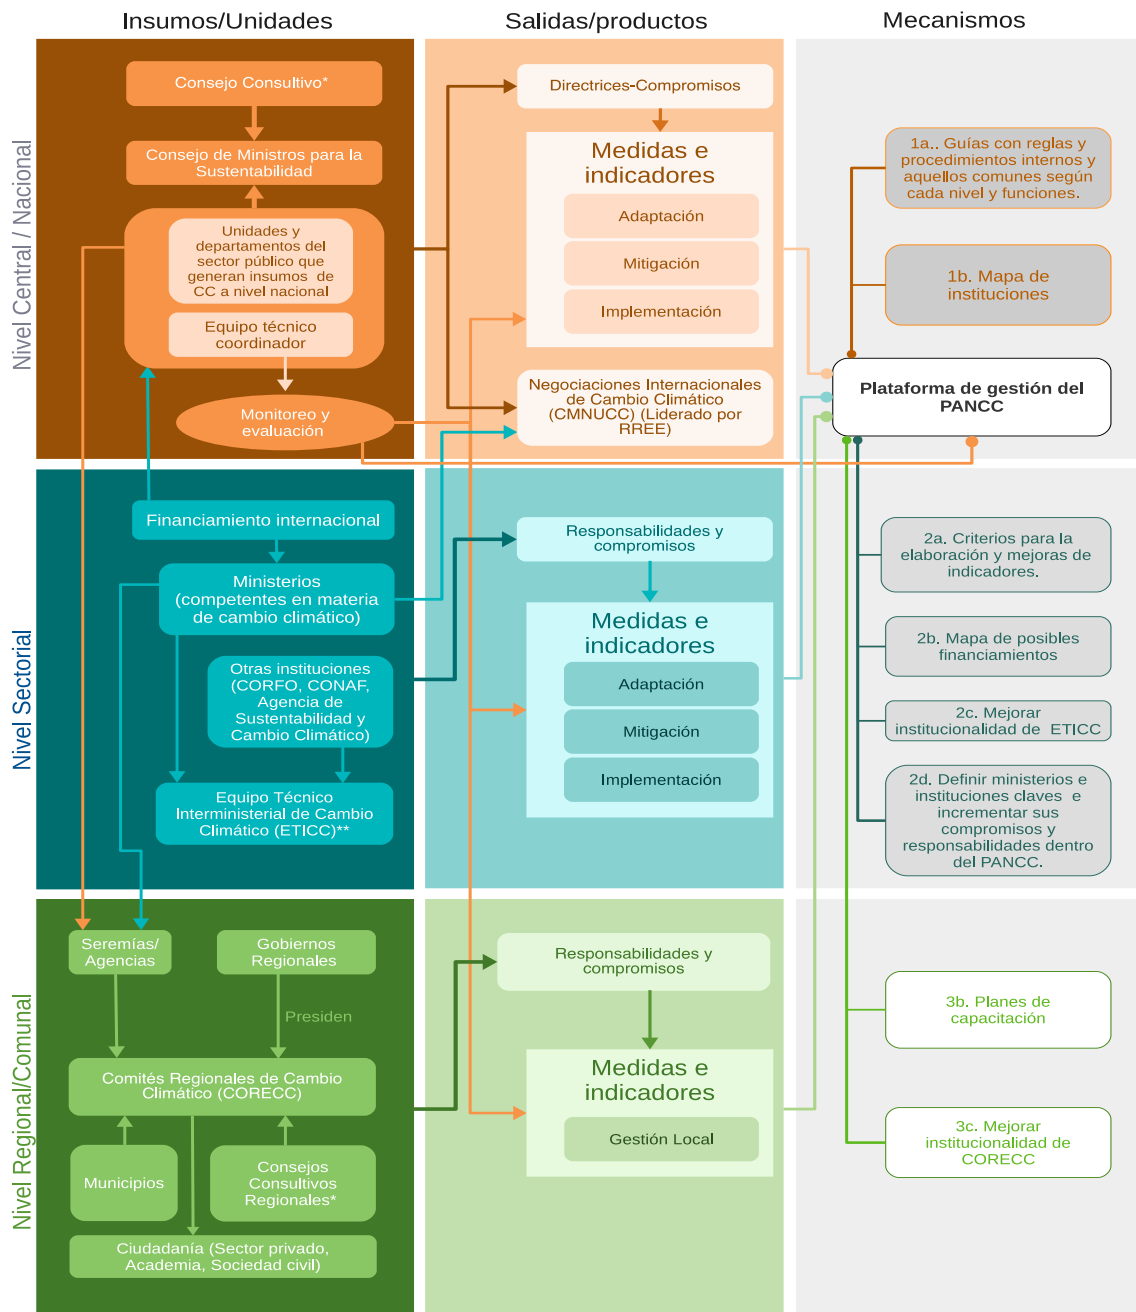 Insumos/Unidades
Salidas/productos
Mecanismos
Nivel Central / Nacional
Consejo Consultivo*
Consejo de Ministros para la
Sustentabilidad
Unidades y
departamentos del
sector público que
generan insumos de
CC a nivel nacional
Equipo técnico
coordinador
Monitoreo y
evaluación
Directrices-Compromisos
Medidas e
indicadores
Adaptación
Mitigación
Implementación
Negociaciones Internacionales
de Cambio Climático
(CMNUCC) (Liderado por
RREE)
1a.. Guías con reglas y
procedimientos internos y
aquellos comunes según
cada nivel y funciones.
1b. Mapa de
instituciones
Plataforma de gestión del
PANCC
Nivel Sectorial
Financiamiento internacional
Ministerios
(competentes en materia
de cambio climático)
Otras instituciones
(CORFO, CONAF,
Agencia de
Sustentabilidad y
Cambio Climático)
Equipo Técnico
Interministerial de Cambio
Climático (ETICC)**
Responsabilidades y
compromisos
Medidas e
indicadores
Adaptación
Mitigación
Implementación
2a. Criterios para la
elaboración y mejoras de
indicadores.
2b. Mapa de posibles
financiamientos
2c. Mejorar
institucionalidad de ETICC
2d. Definir ministerios e
instituciones claves e
incrementar sus
compromisos y
responsabilidades dentro
del PANCC.
Nivel Regional/Comunal
Seremías/
Agencias
Gobiernos
Regionales
Presiden
Comités Regionales de Cambio
Climático (CORECC)
Municipios
Consejos
Consultivos
Regionales*
Ciudadanía (Sector privado,
Academia, Sociedad civil)
Responsabilidades y
compromisos
Medidas e
indicadores
Gestión Local
3b. Planes de
capacitación
3c. Mejorar
institucionalidad de
CORECC